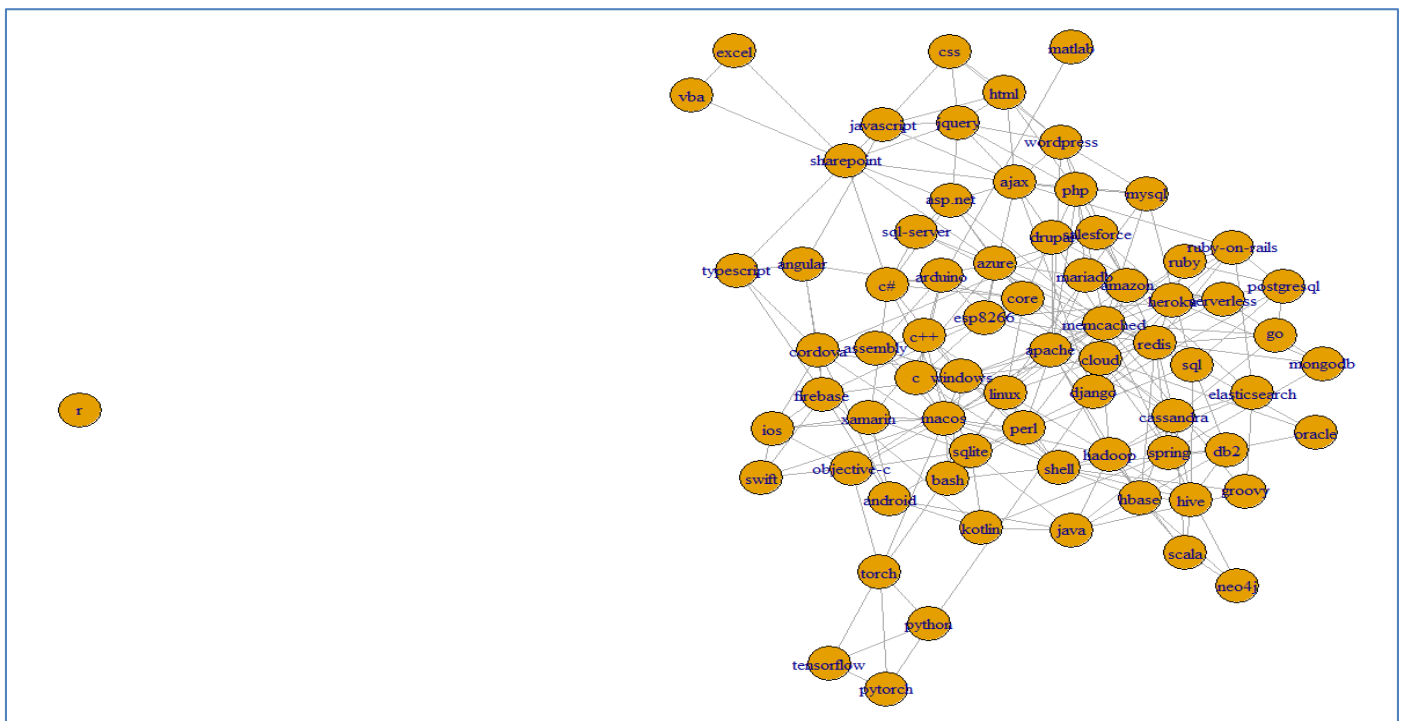 excel
css
matlab
vba
html
javascript
jquery
wordpress
sharepoint
ajax
php
mysql
asp.net
sql-server
drupal
salesforce
ruby-on-rails
typescript
angular
azure
ruby
c#
arduino
mariadb
amazon
postgresql
core
heroku
serverless
esp8266
memcached
cordova
assembly
c++
apache
cloud
redis
go
sql
mongodb
c
windows
firebase
linux
django
elasticsearch
r
ios
xamarin
macos
perl
cassandra
oracle
sqlite
hadoop
spring
db2
swift
objective-c
bash
shell
android
hbase
hive
groovy
kotlin
java
scala
torch
neo4j
python
tensorflow
pytorch